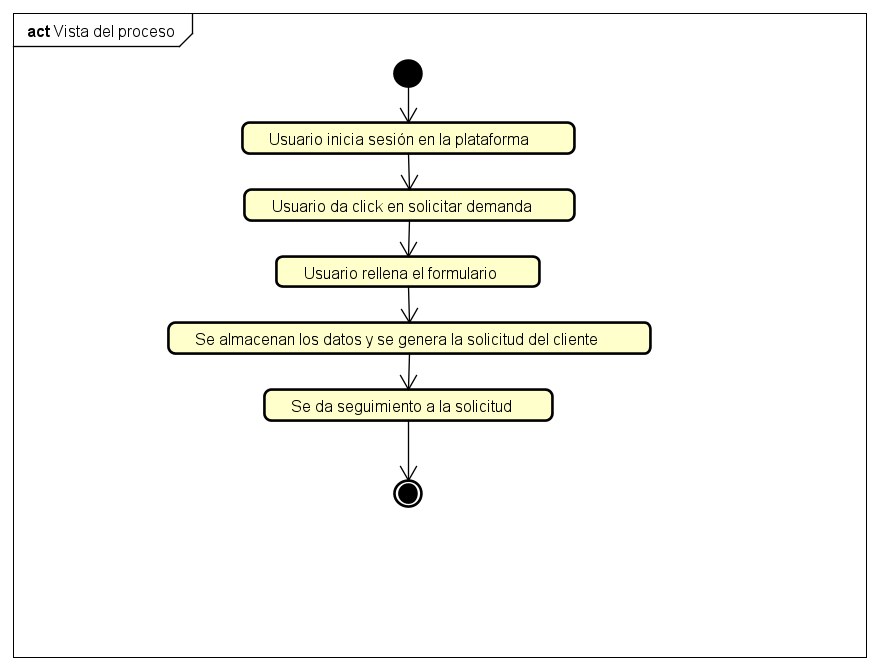 act Vista del proceso
Usuario inicia sesión en la plataforma
Usuario da click en solicitar demanda
Usuario rellena el formulario
Se almacenan los datos y se genera la solicitud del cliente
Se da seguimiento a la solicitud